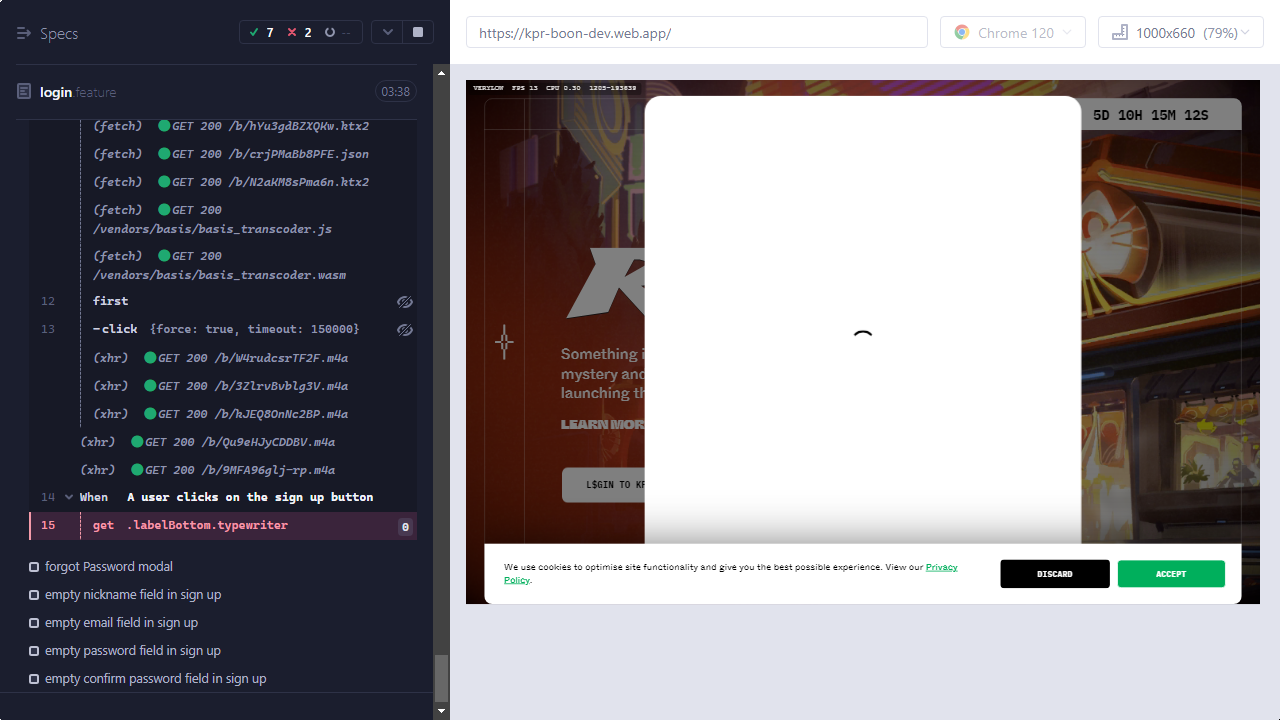 Specs
7
2
--
login feature
03:38
(fetch) GET 200 /b/hYu3gdBZXQKw.ktx2
(fetch) GET 200 /b/crjPMaBb8PFE.json
(fetch) GET 200 /b/N2aKM8sPma6n.ktx2
(fetch) GET 200
/vendors/basis/basis_transcoder.js
(fetch) GET 200
/vendors/basis/basis_transcoder.wasm
12 first
13 -click {force: true, timeout: 150000}
(xhr) GET 200 /b/W4rudcsrTF2F.m4a
(xhr) GET 200 /b/3ZlrvBvblg3V.m4a
(xhr) GET 200 /b/kJEQ8OnNc2BP.m4a
(xhr) GET 200 /b/Qu9eHJyCDDBV.m4a
(xhr) GET 200 /b/9MFA96glj-rp.m4a
14 When A user clicks on the sign up button
15 get .labelBottom.typewriter 0
forgot Password modal
empty nickname field in sign up
empty email field in sign up
empty password field in sign up
empty confirm password field in sign up
https://kpr-boon-dev.web.app/
Chrome 120
1000x660 (79%)
VERYLOW FPS 13 CPU 0.30 1205-193639
5D 10H 15M 12S
Something i
mystery and
launching th
LEARN MOR
L$GIN TO KP
We use cookies to optimise site functionality and give you the best possible experience. View our Privacy
Policy.
DISCARD
ACCEPT